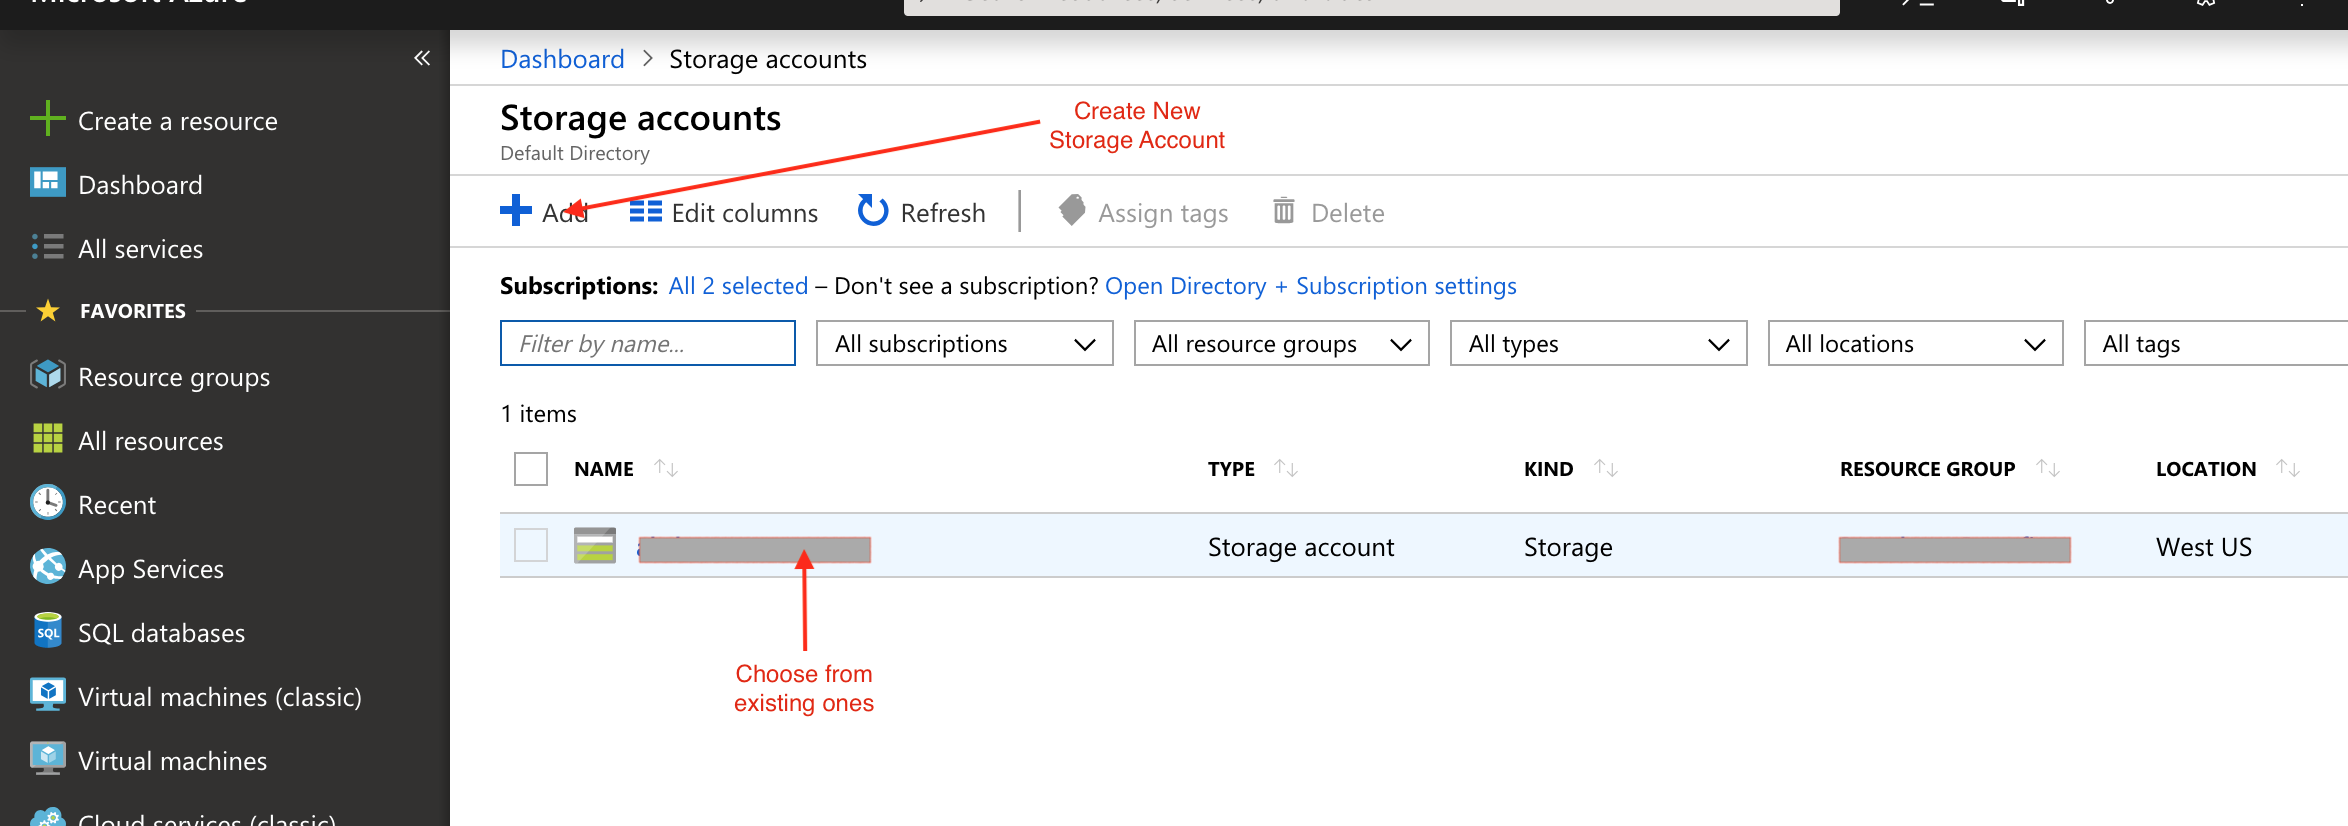 Microsoft Azure
«
Create a resource
Dashboard
All services
FAVORITES
Resource groups
All resources
Recent
App Services
SQL databases
SQL
Virtual machines (classic)
Virtual machines
Cloud services (classic)
Dashboard > Storage accounts
Storage accounts
Default Directory
Create New
Storage Account
Add Edit columns Refresh Assign tags Delete
Subscriptions: All 2 selected – Don't see a subscription? Open Directory + Subscription settings
Filter by name... All subscriptions All resource groups All types All locations All tags
1 items
NAME TYPE KIND RESOURCE GROUP LOCATION
Storage account Storage West US
Choose from
existing ones